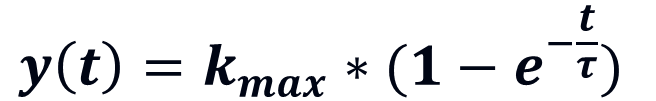 y(t) = k_max * (1 − e^(−t/τ))